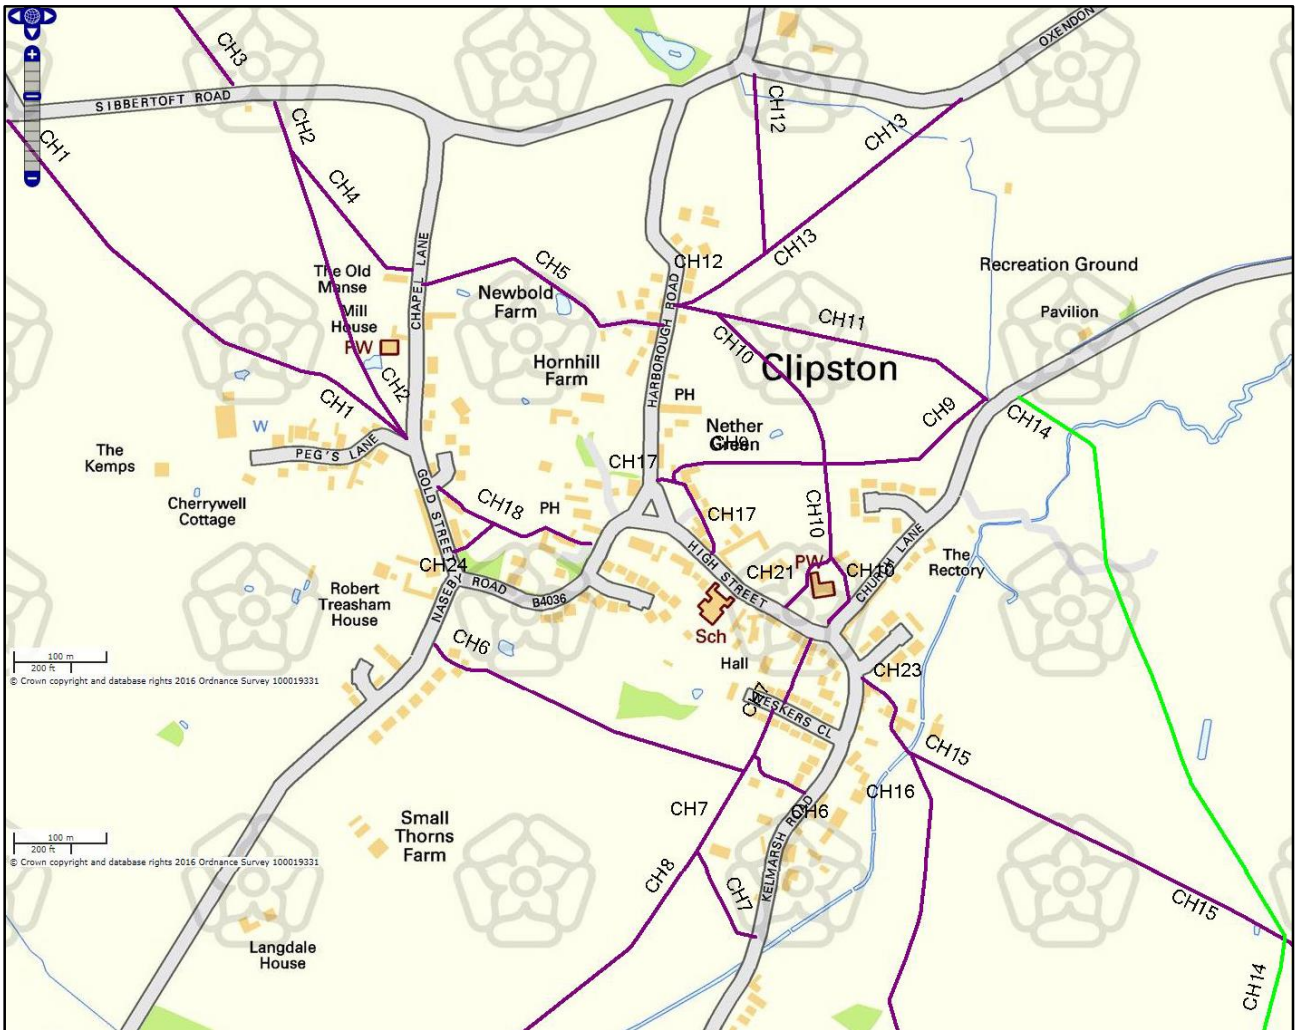 CH3
OXENDON
SIBBERTOFT ROAD
CH1
CH2
CH12
CH13
CH4
CHAPEL LANE
CH13
CH12
CH5
The Old
Manse
Newbold
Farm
Recreation Ground
Mill
House
PW
Pavilion
HARBOROUGH ROAD
CH11
CH10
Hornhill
Farm
Clipston
CH2
CH1
PH
CH9
CH14
Nether
Green
CH9
W
PEG'S LANE
The
Kemps
CH17
GOLD STREET
Cherrywell
Cottage
CH18
PH
CH17
CH10
HIGH STREET
CHURCH LANE
The
Rectory
CH24
PW
CH21
CH10
Robert
Treasham
House
NASEBY ROAD
B4036
Sch
CH6
Hall
CH23
100 m
200 ft
© Crown copyright and database rights 2016 Ordnance Survey 100019331
CH7
WESKERS CL
CH15
CH16
CH7
CH6
Small
Thorns
Farm
KELMARSH ROAD
100 m
200 ft
© Crown copyright and database rights 2016 Ordnance Survey 100019331
CH8
CH7
CH15
Langdale
House
CH14